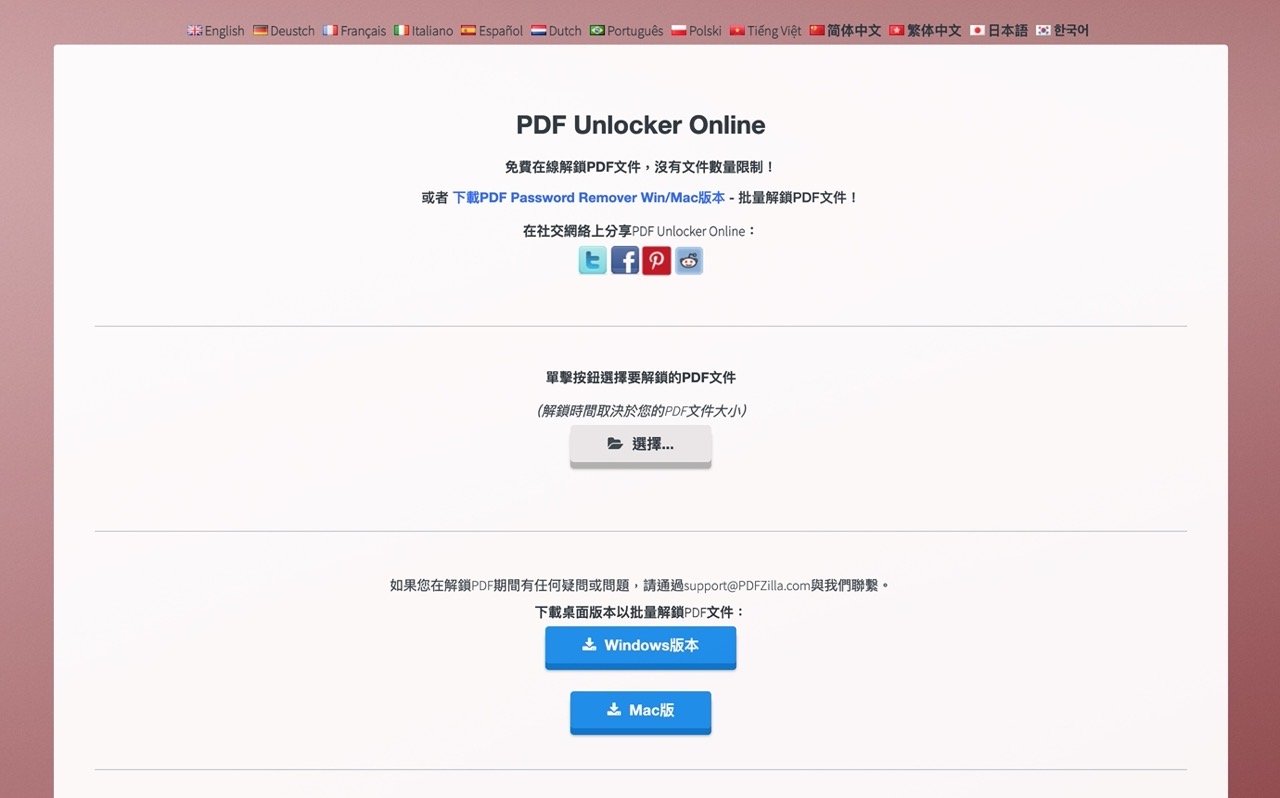 English Deustch Français Italiano Español Dutch Português Polski Tiếng Việt 简体中文 繁体中文 日本語 한국어
PDF Unlocker Online
免費在線解鎖PDF文件，沒有文件數量限制！
或者 下載PDF Password Remover Win/Mac版本 - 批量解鎖PDF文件！
在社交網絡上分享PDF Unlocker Online：
單擊按鈕選擇要解鎖的PDF文件
（解鎖時間取決於您的PDF文件大小）
選擇...
如果您在解鎖PDF期間有任何疑問或問題，請通過support@PDFZilla.com與我們聯繫。
下載桌面版本以批量解鎖PDF文件：
Windows版本
Mac版